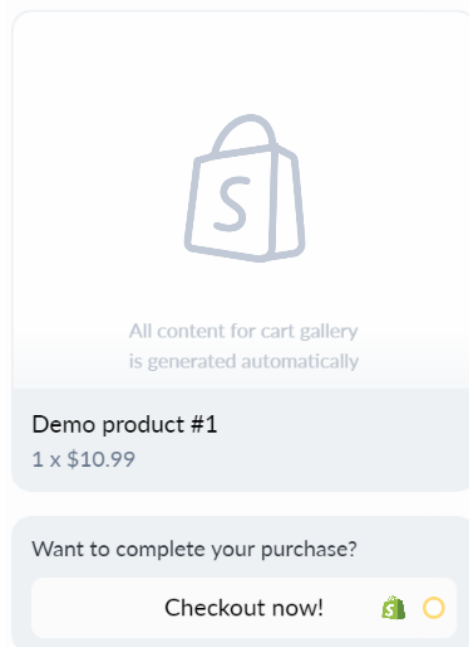 All content for cart gallery
is generated automatically
Demo product #1
1 x $10.99
Want to complete your purchase?
Checkout now!